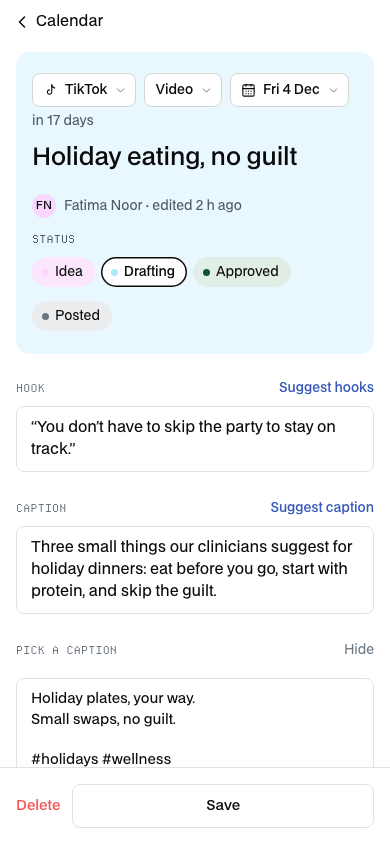 Calendar
TikTok
Video
Fri 4 Dec
in 17 days
Holiday eating, no guilt
FN
Fatima Noor · edited 2 h ago
STATUS
Idea
Drafting
Approved
Posted
HOOK
Suggest hooks
“You don’t have to skip the party to stay on
track.”
CAPTION
Suggest caption
Three small things our clinicians suggest for
holiday dinners: eat before you go, start with
protein, and skip the guilt.
PICK A CAPTION
Hide
Holiday plates, your way.
Small swaps, no guilt.
#holidays #wellness
Delete
Save